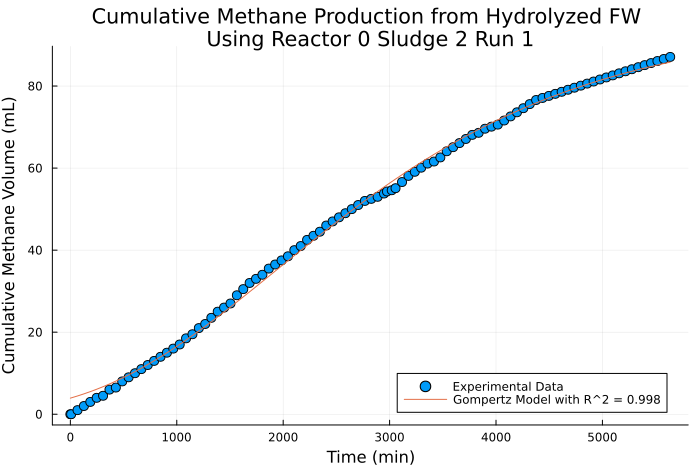 Cumulative Methane Production from Hydrolyzed FW
Using Reactor 0 Sludge 2 Run 1
Cumulative Methane Volume (mL)
80
60
40
20
0
Experimental Data
Gompertz Model with R^2 = 0.998
0 1000 2000 3000 4000 5000
Time (min)